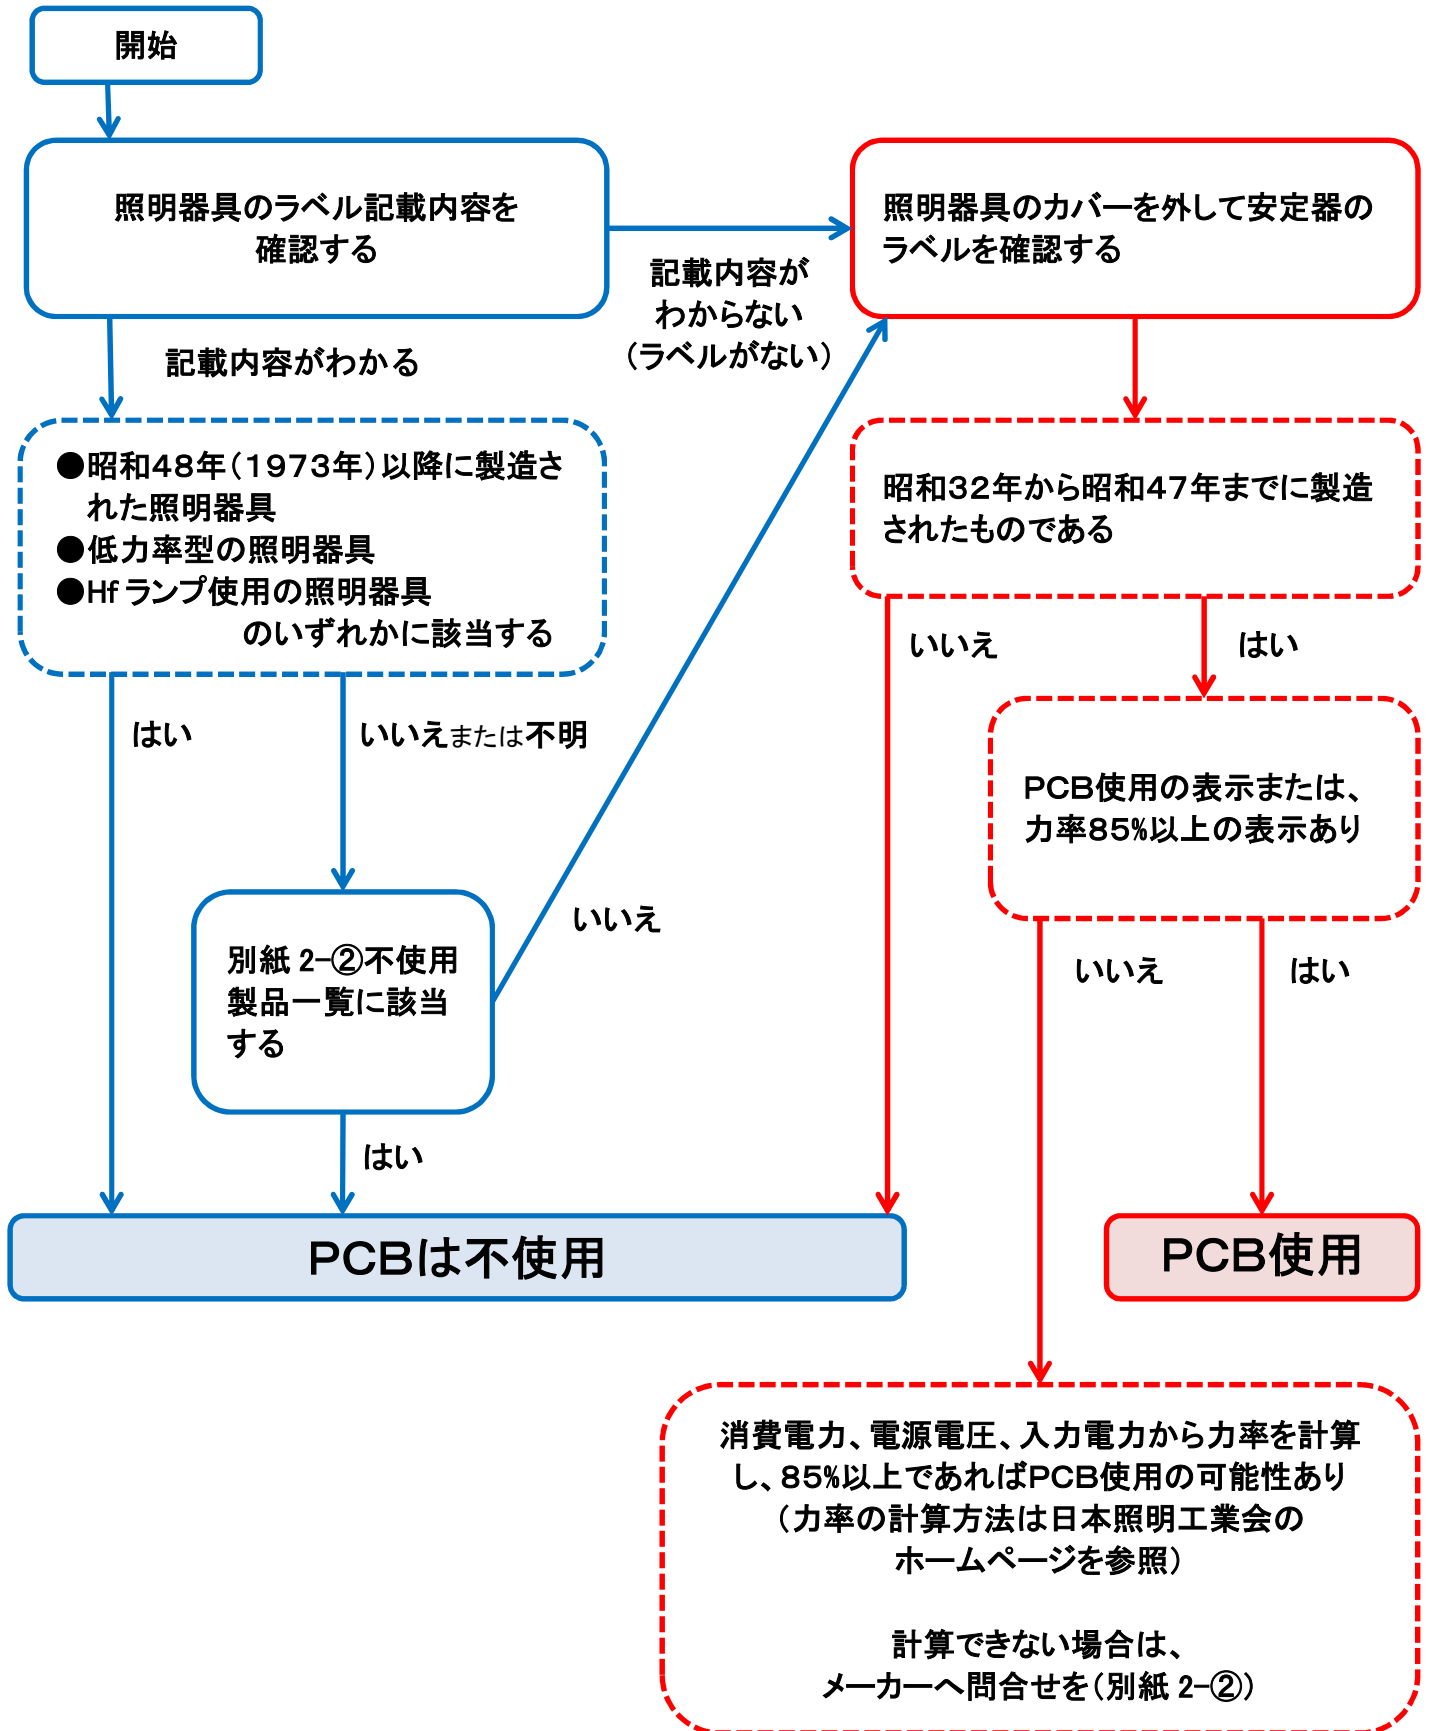 開始
照明器具のラベル記載内容を
確認する
記載内容が
わからない
（ラベルがない）
照明器具のカバーを外して安定器の
ラベルを確認する
記載内容がわかる
●昭和４８年（１９７３年）以降に製造さ
れた照明器具
●低力率型の照明器具
●Hf ランプ使用の照明器具
のいずれかに該当する
昭和３２年から昭和４７年までに製造
されたものである
いいえ
はい
はい
いいえまたは不明
ＰＣＢ使用の表示または、
力率８５％以上の表示あり
別紙 2-②不使用
製品一覧に該当
する
いいえ
いいえ
はい
はい
ＰＣＢは不使用
ＰＣＢ使用
消費電力、電源電圧、入力電力から力率を計算
し、８５％以上であればＰＣＢ使用の可能性あり
（力率の計算方法は日本照明工業会の
ホームページを参照）
計算できない場合は、
メーカーへ問合せを（別紙 2-②）